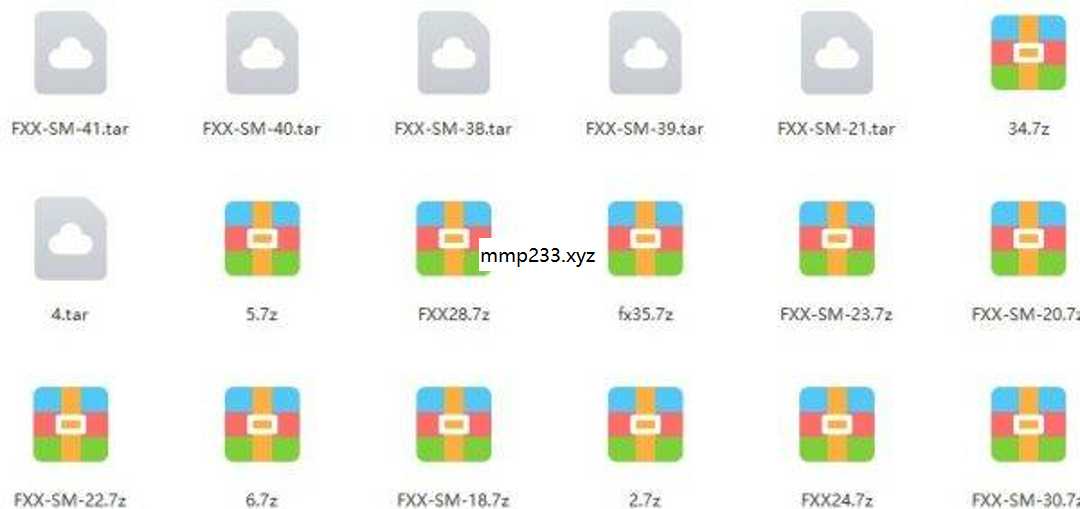 FXX-SM-41.tar FXX-SM-40.tar FXX-SM-38.tar FXX-SM-39.tar FXX-SM-21.tar 34.7z
mmp233.xyz
4.tar 5.7z FXX28.7z fx35.7z FXX-SM-23.7z FXX-SM-20.7z
FXX-SM-22.7z 6.7z FXX-SM-18.7z 2.7z FXX24.7z FXX-SM-30.7z